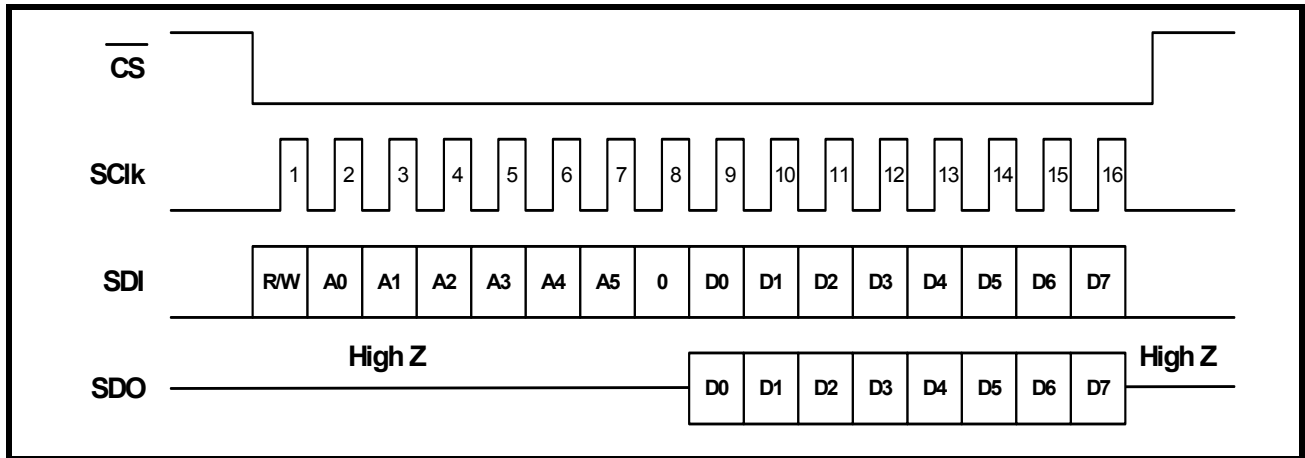 CS
SClk 1 2 3 4 5 6 7 8 9 10 11 12 13 14 15 16
SDI R/W A0 A1 A2 A3 A4 A5 0 D0 D1 D2 D3 D4 D5 D6 D7
High Z High Z
SDO D0 D1 D2 D3 D4 D5 D6 D7